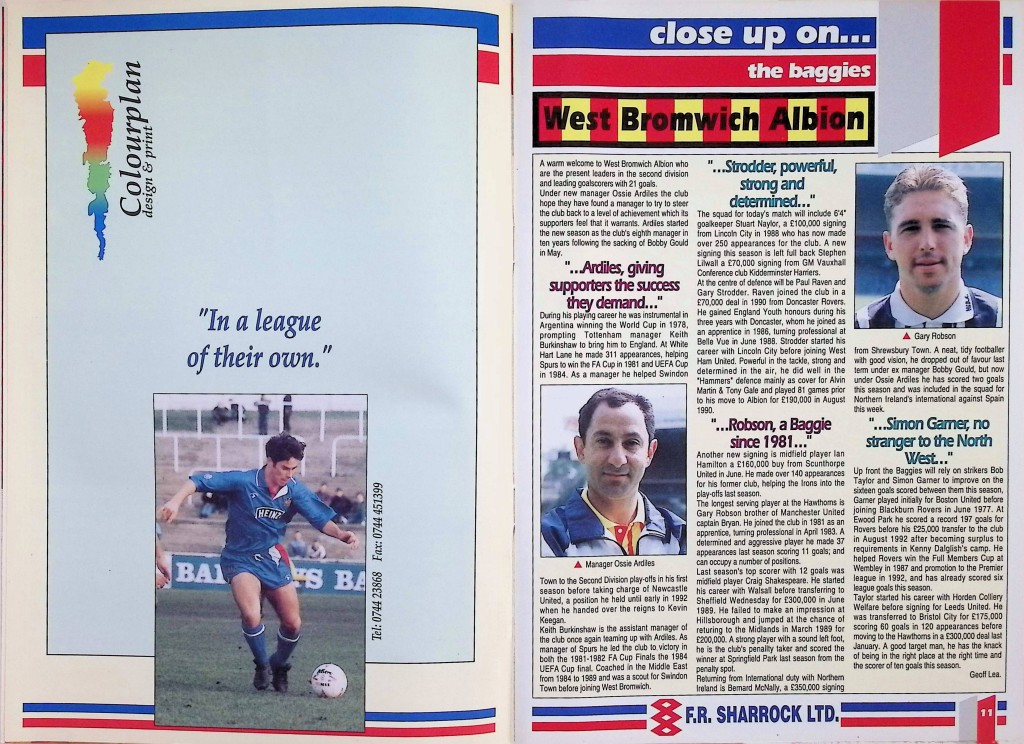 Colourplan
design & print
"In a league
of their own."
HEINZ
BAI
YS BA
Tel: 0744 23868 Fax: 0744 451399
close up on...
the baggies
West Bromwich Albion
A warm welcome to West Bromwich Albion who
are the present leaders in the second division
and leading goalscorers with 21 goals.
Under new manager Ossie Ardiles the club
hope they have found a manager to try to steer
the club back to a level of achievement which its
supporters feel that it warrants. Ardiles started
the new season as the club's eighth manager in
ten years following the sacking of Bobby Gould
in May.
"...Ardiles, giving
supporters the success
they demand..."
During his playing career he was instrumental in
Argentina winning the World Cup in 1978,
prompting Tottenham manager Keith
Burkinshaw to bring him to England. At White
Hart Lane he made 311 appearances, helping
Spurs to win the FA Cup in 1981 and UEFA Cup
in 1984. As a manager he helped Swindon
Manager Ossie Ardiles
Town to the Second Division play-offs in his first
season before taking charge of Newcastle
United, a position he held until early in 1992
when he handed over the reigns to Kevin
Keegan.
Keith Burkinshaw is the assistant manager of
the club once again teaming up with Ardiles. As
manager of Spurs he led the club to victory in
both the 1981-1982 FA Cup Finals the 1984
UEFA Cup final. Coached in the Middle East
from 1984 to 1989 and was a scout for Swindon
Town before joining West Bromwich.
"...Strodder, powerful,
strong and
determined..."
The squad for today's match will include 6'4"
goalkeeper Stuart Naylor, a £100,000 signing
from Lincoln City in 1988 who has now made
over 250 appearances for the club. A new
signing this season is left full back Stephen
Lilwall a £70,000 signing from GM Vauxhall
Conference club Kidderminster Harriers.
At the centre of defence will be Paul Raven and
Gary Strodder. Raven joined the club in a
£70,000 deal in 1990 from Doncaster Rovers.
He gained England Youth honours during his
three years with Doncaster, whom he joined as
an apprentice in 1986, turning professional at
Belle Vue in June 1988. Strodder started his
career with Lincoln City before joining West
Ham United. Powerful in the tackle, strong and
determined in the air, he did well in the
"Hammers" defence mainly as cover for Alvin
Martin & Tony Gale and played 81 games prior
to his move to Albion for £190,000 in August
1990.
"...Robson, a Baggie
since 1981..."
Another new signing is midfield player Ian
Hamilton a £160,000 buy from Scunthorpe
United in June. He made over 140 appearances
for his former club, helping the Irons into the
play-offs last season.
The longest serving player at the Hawthorns is
Gary Robson brother of Manchester United
captain Bryan. He joined the club in 1981 as an
apprentice, turning professional in April 1983. A
determined and aggressive player he made 37
appearances last season scoring 11 goals; and
can occupy a number of positions.
Last season's top scorer with 12 goals was
midfield player Craig Shakespeare. He started
his career with Walsall before transferring to
Sheffield Wednesday for £300,000 in June
1989. He failed to make an impression at
Hillsborough and jumped at the chance of
returing to the Midlands in March 1989 for
£200,000. A strong player with a sound left foot,
he is the club's penalty taker and scored the
winner at Springfield Park last season from the
penalty spot.
Returning from International duty with Northern
Ireland is Bernard McNally, a £350,000 signing
Gary Robson
from Shrewsbury Town. A neat, tidy footballer
with good vision, he dropped out of favour last
term under ex manager Bobby Gould, but now
under Ossie Ardiles he has scored two goals
this season and was included in the squad for
Northern Ireland's international against Spain
this week.
"...Simon Garner, no
stranger to the North
West..."
Up front the Baggies will rely on strikers Bob
Taylor and Simon Garner to improve on the
sixteen goals scored between them this season,
Garner played initially for Boston United before
joining Blackburn Rovers in June 1977. At
Ewood Park he scored a record 197 goals for
Rovers before his £25,000 transfer to the club
in August 1992 after becoming surplus to
requirements in Kenny Dalglish's camp. He
helped Rovers win the Full Members Cup at
Wembley in 1987 and promotion to the Premier
league in 1992, and has already scored six
league goals this season.
Taylor started his career with Horden Collery
Welfare before signing for Leeds United. He
was transferred to Bristol City for £175,000
scoring 60 goals in 120 appearances before
moving to the Hawthorns in a £300,000 deal last
January. A good target man, he has the knack
of being in the right place at the right time and
the scorer of ten goals this season.
Geoff Lea.
F.R. SHARROCK LTD.
11